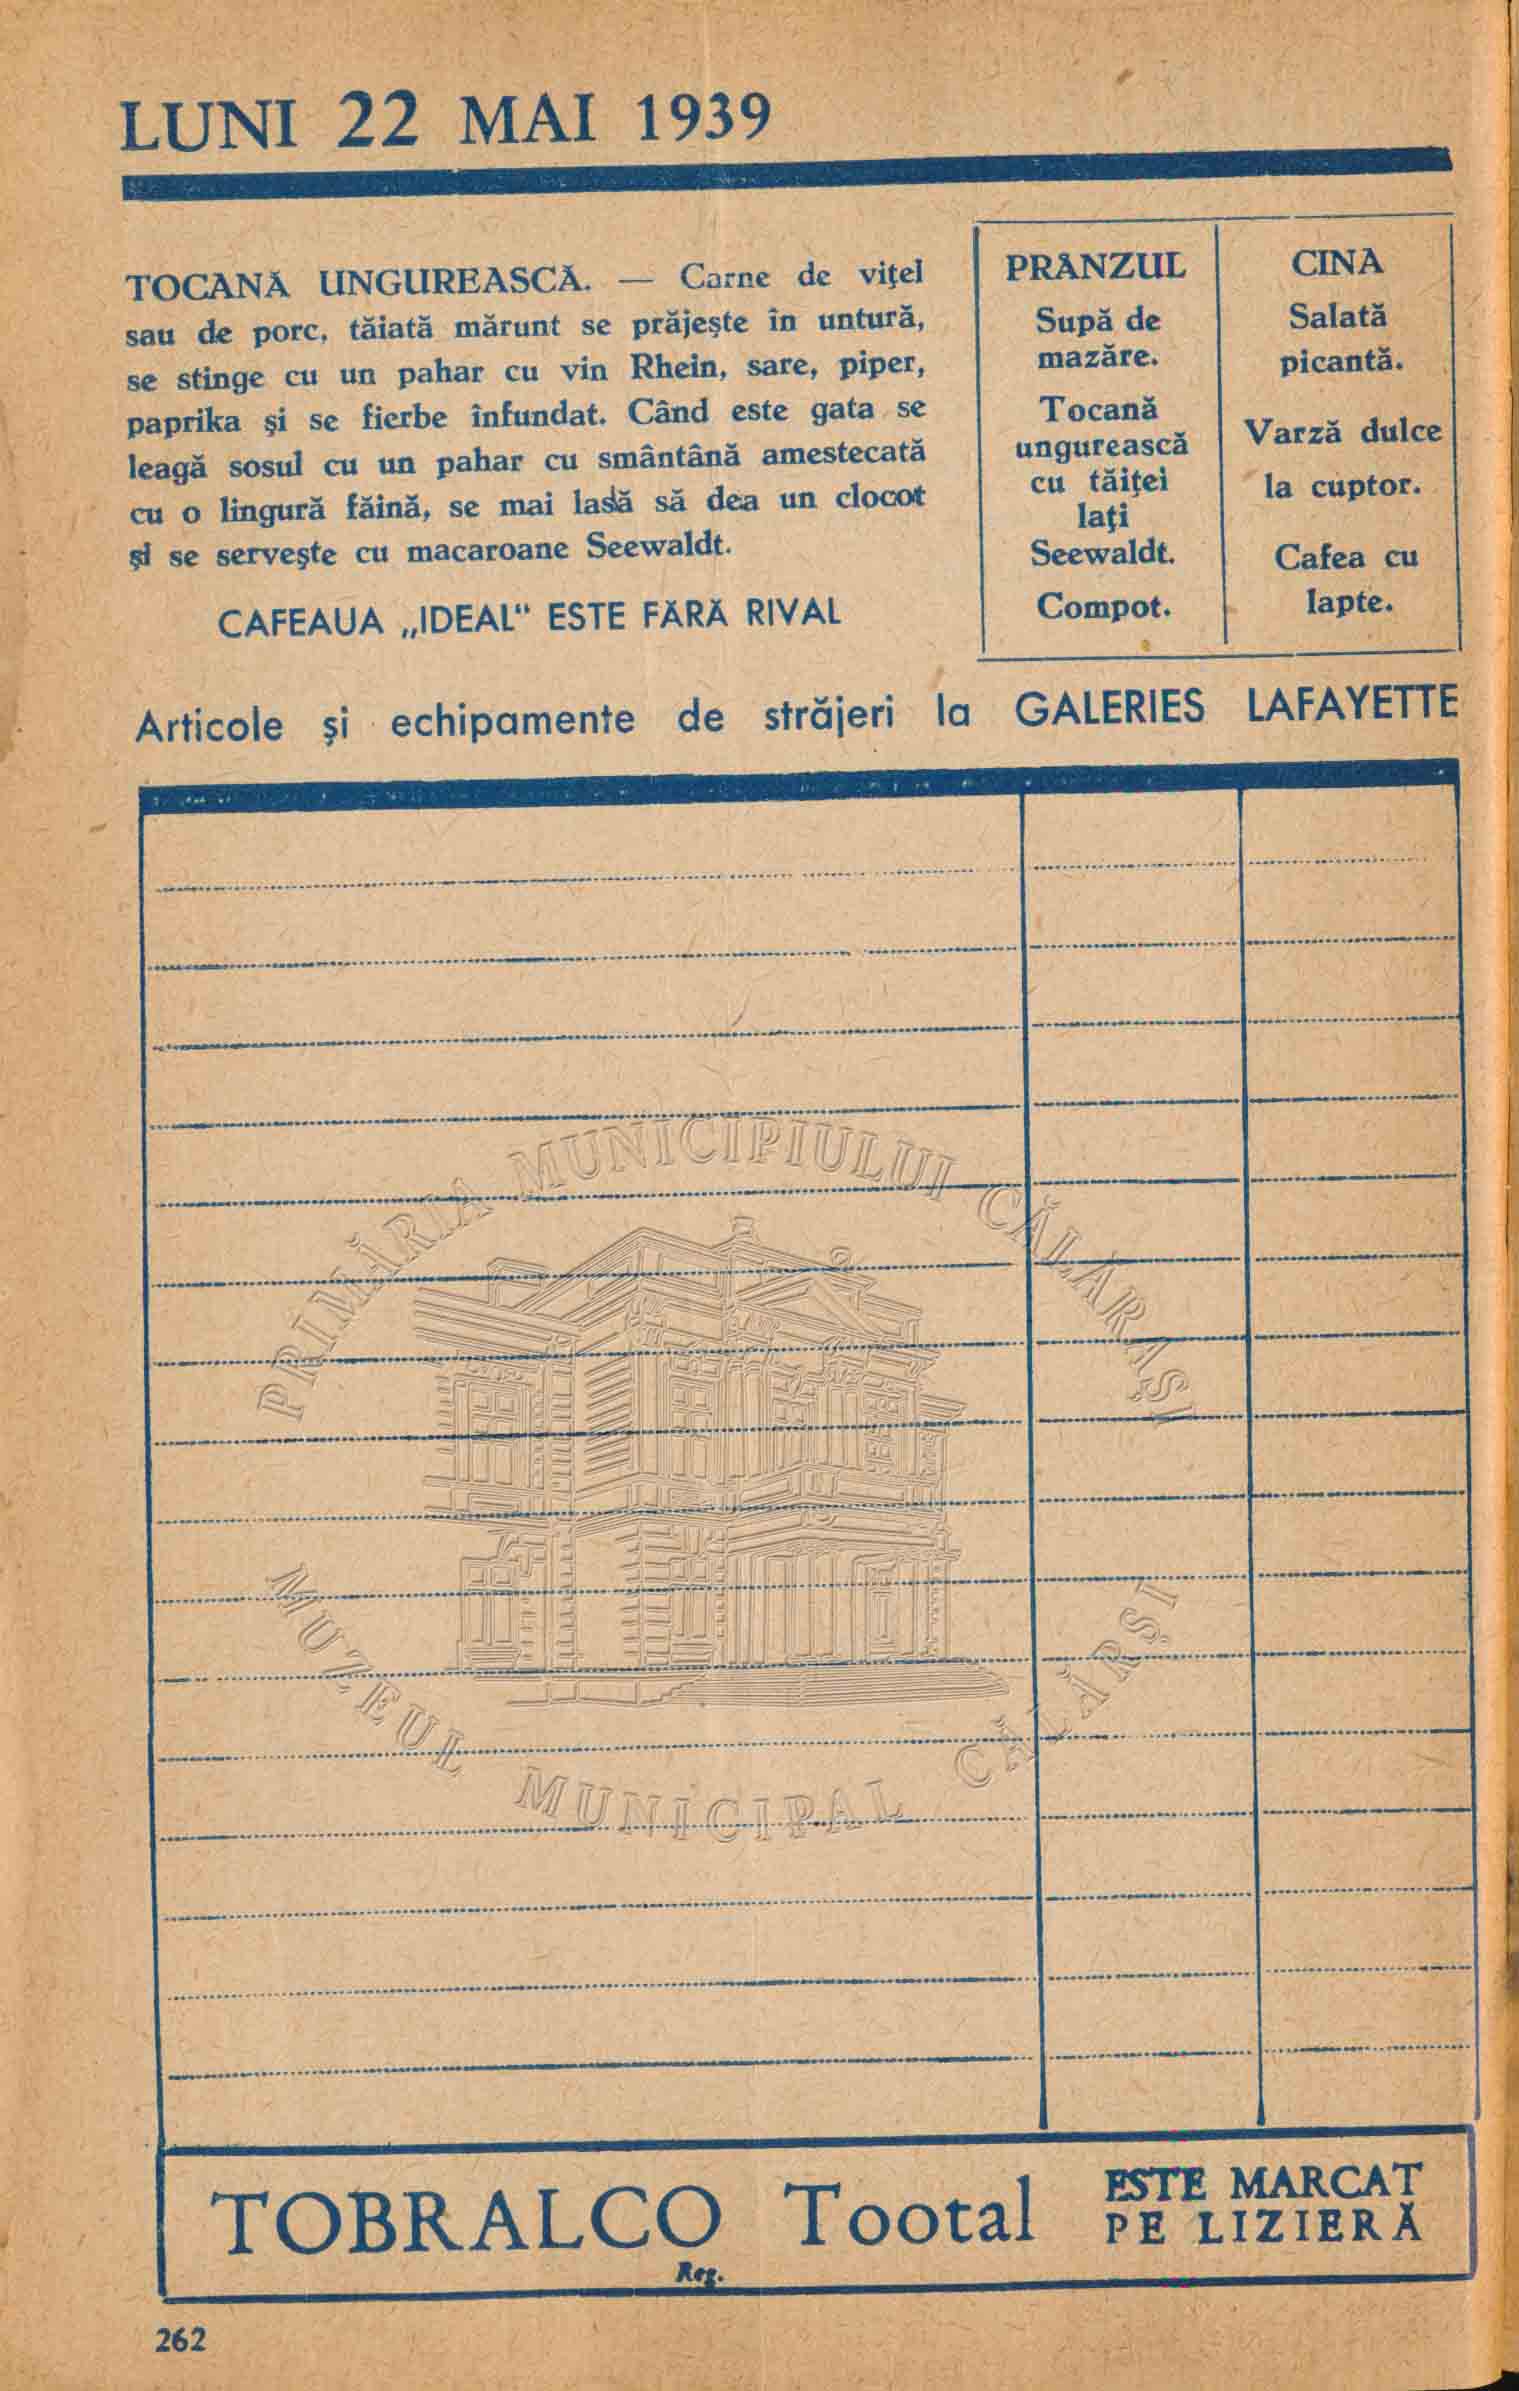 LUNI 22 MAI 1939
TOCANĂ UNGUREASCĂ. — Carne de viţel
sau de porc, tăiată mărunt se prăjeşte în untură,
se stinge cu un pahar cu vin Rhein, sare, piper,
paprika şi se fierbe înfundat. Când este gata se
leagă sosul cu un pahar cu smântână amestecată
cu o lingură făină, se mai lasă să dea un clocot
şi se serveşte cu macaroane Seewaldt.
CAFEAUA „IDEAL“ ESTE FĂRĂ RIVAL
PRÂNZUL
Supă de
mazăre.
Tocană
ungurească
cu tăiţei
laţi
Seewaldt.
Compot.
CINA
Salată
picantă.
Varză dulce
la cuptor.
Cafea cu
lapte.
Articole şi echipamente de străjeri la GALERIES LAFAYETTE
PRIMĂRIA MUNICIPIULUI CĂLĂRAȘI
MUZEUL MUNICIPAL CĂLĂRȘI
TOBRALCO Tootal
Reg.
ESTE MARCAT
PE LIZIERĂ
262